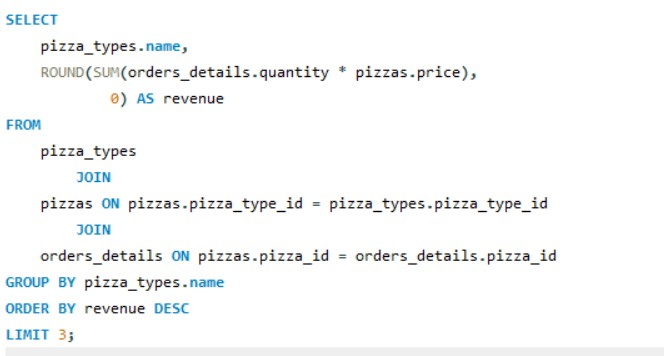 SELECT
pizza_types.name,
ROUND(SUM(orders_details.quantity * pizzas.price),
0) AS revenue
FROM
pizza_types
JOIN
pizzas ON pizzas.pizza_type_id = pizza_types.pizza_type_id
JOIN
orders_details ON pizzas.pizza_id = orders_details.pizza_id
GROUP BY pizza_types.name
ORDER BY revenue DESC
LIMIT 3;